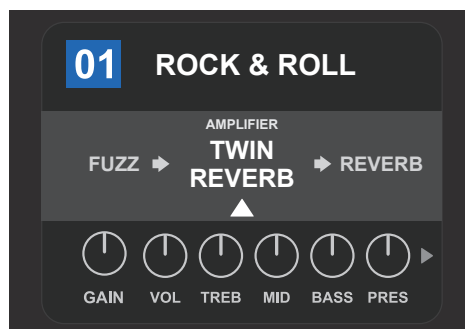 01 ROCK & ROLL
AMPLIFIER
TWIN
FUZZ REVERB REVERB
GAIN VOL TREB MID BASS PRES